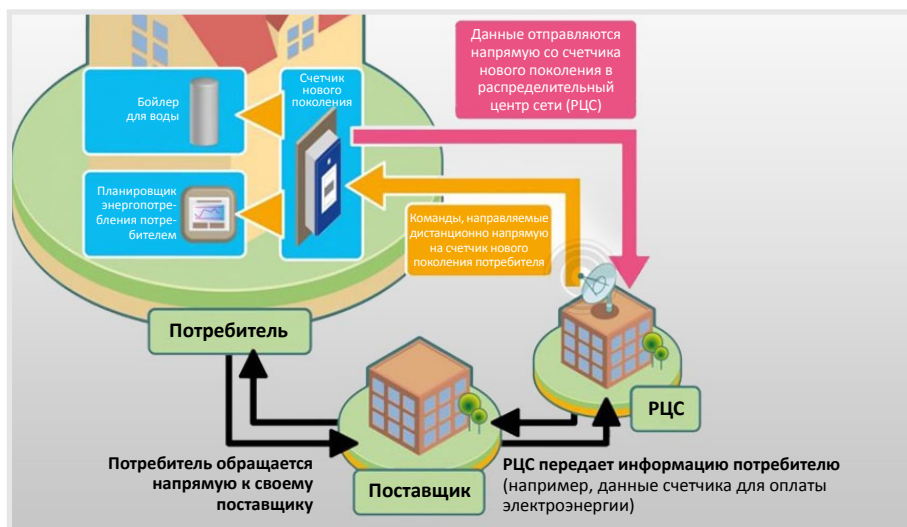 Данные отправляются
напрямую со счетчика
нового поколения в
распределительный
центр сети (РЦС)
Счетчик
нового
поколения
Бойлер
для воды
Планировщик
энергопотре-
бления потре-
бителем
Команды, направляемые
дистанционно напрямую
на счетчик нового
поколения потребителя
Потребитель
РЦС
Потребитель обращается
напрямую к своему
поставщику
Поставщик
РЦС передает информацию потребителю
(например, данные счетчика для оплаты
электроэнергии)